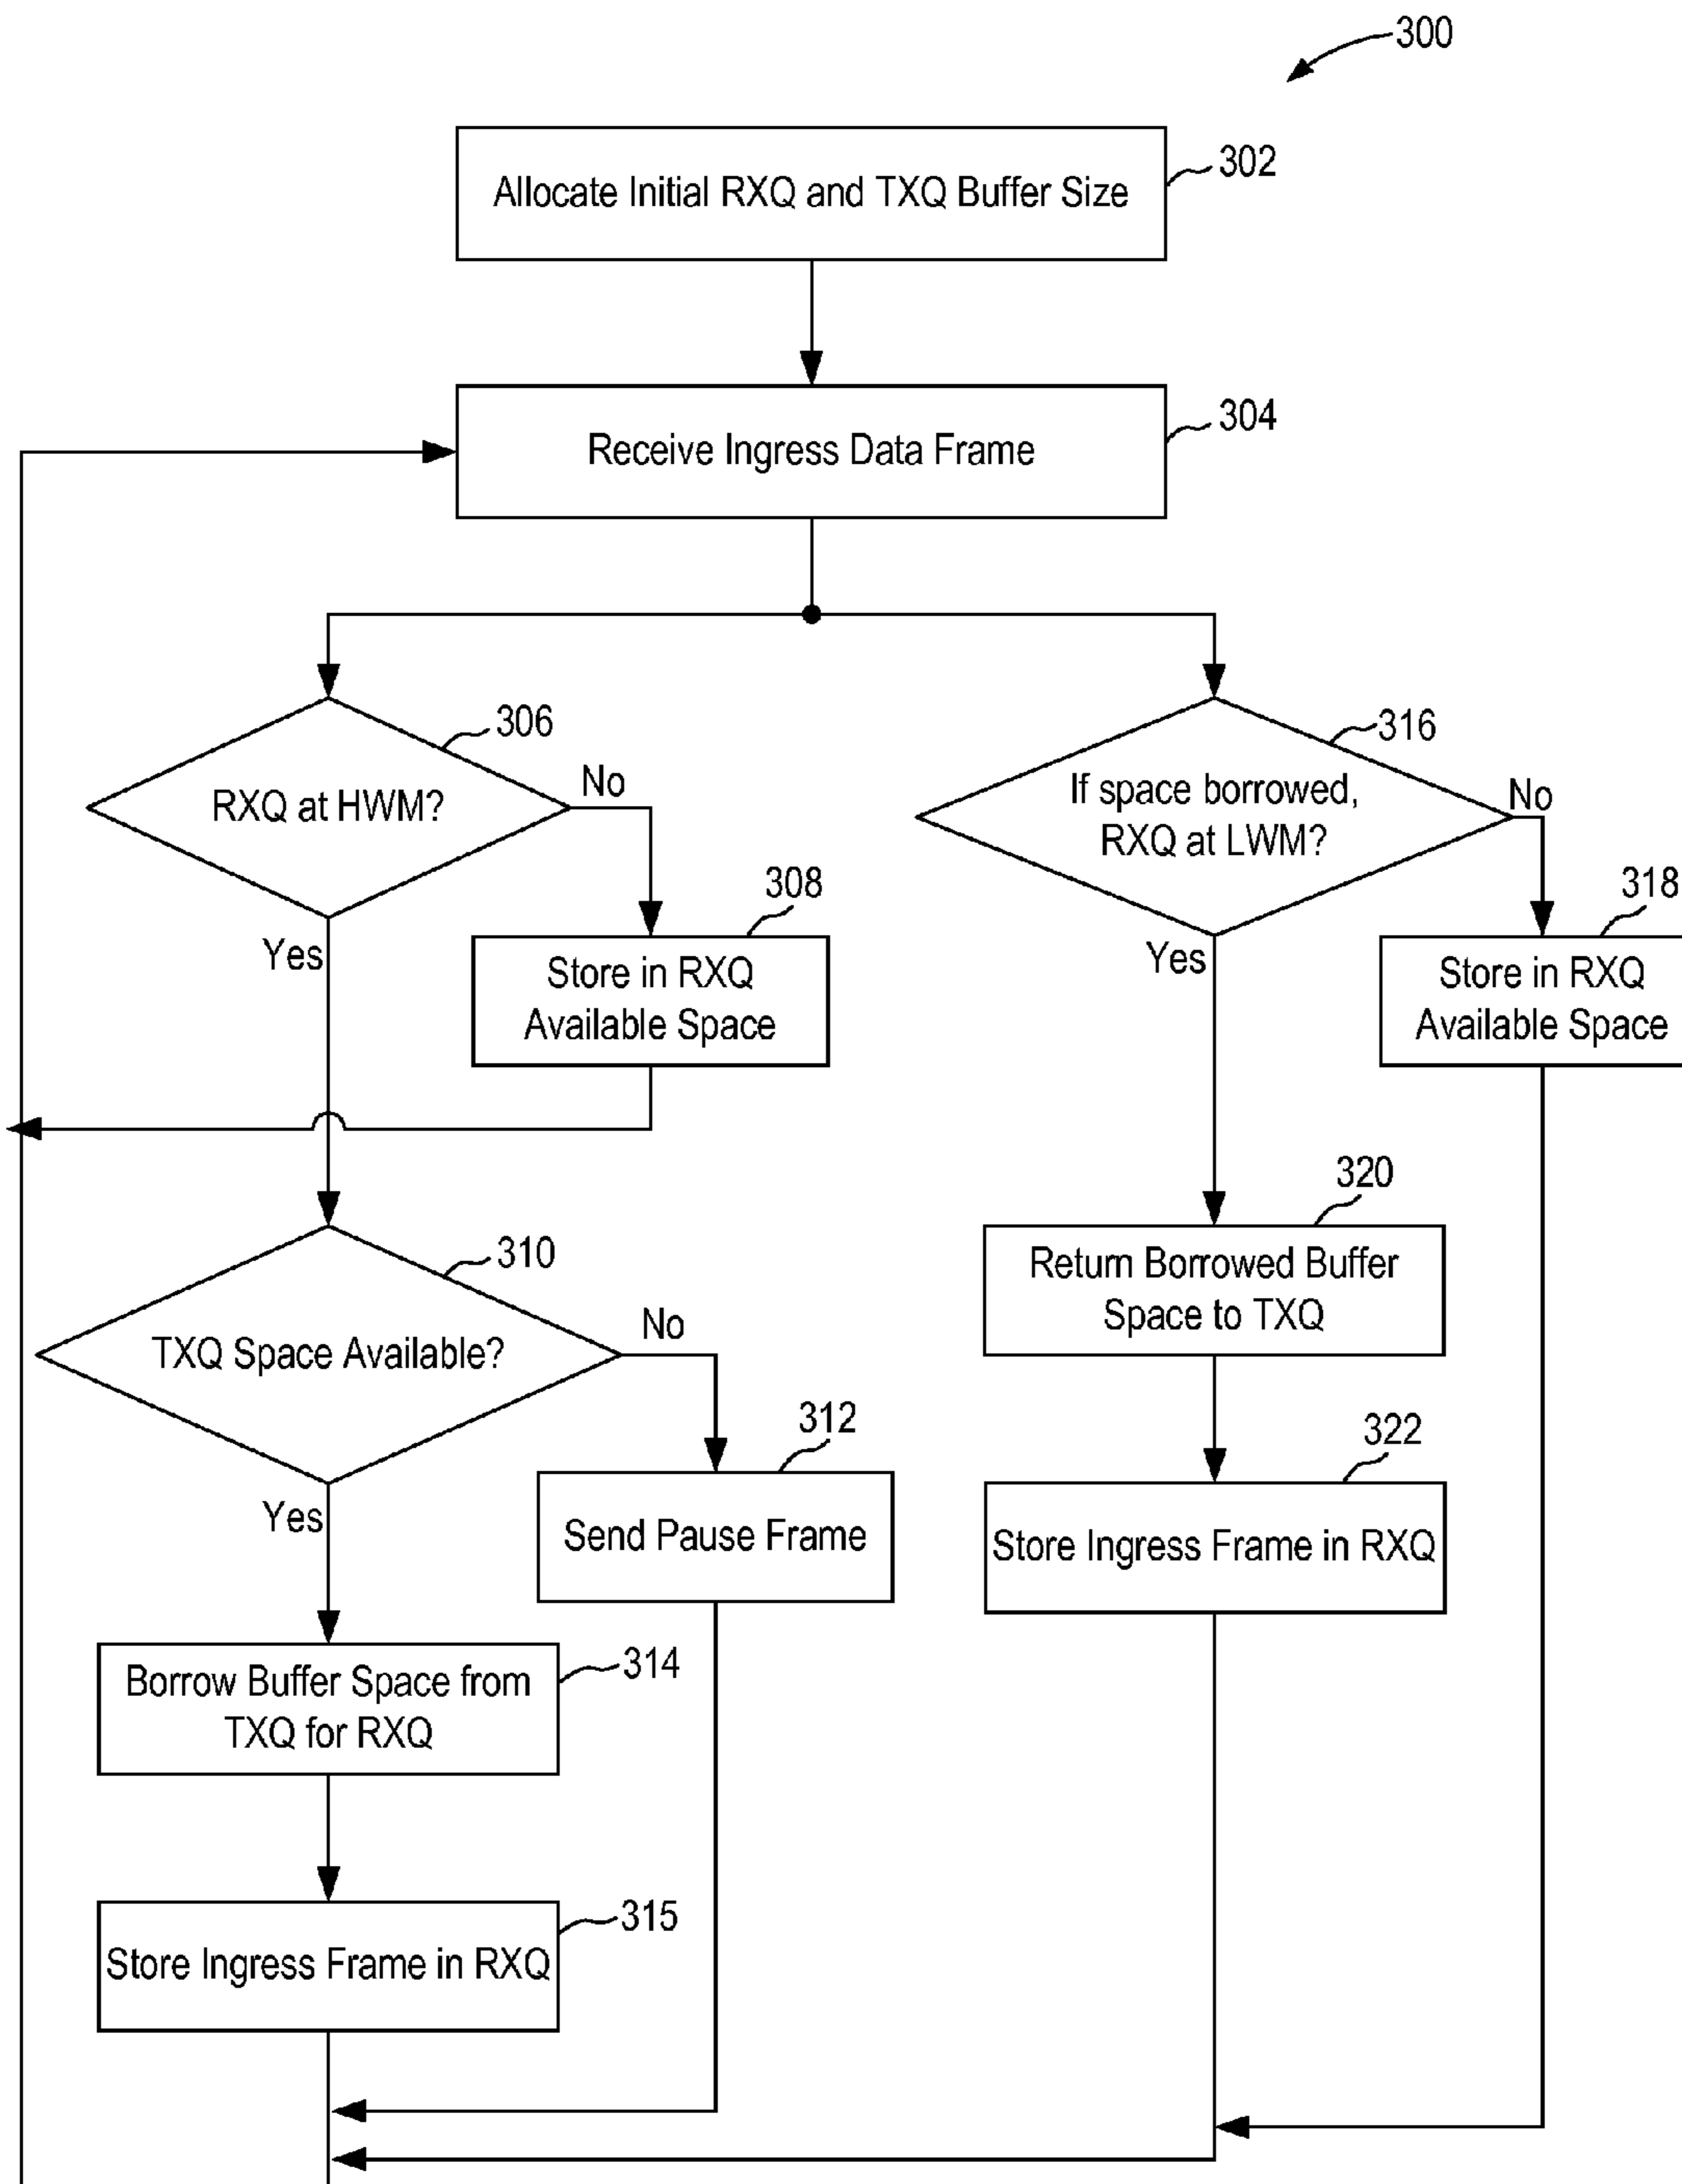 300
302
Allocate Initial RXQ and TXQ Buffer Size
304
Receive Ingress Data Frame
306
RXQ at HWM?
No
308
Store in RXQ
Available Space
Yes
316
If space borrowed,
RXQ at LWM?
No
318
Store in RXQ
Available Space
Yes
310
TXQ Space Available?
No
312
Send Pause Frame
Yes
320
Return Borrowed Buffer
Space to TXQ
322
Store Ingress Frame in RXQ
314
Borrow Buffer Space from
TXQ for RXQ
315
Store Ingress Frame in RXQ